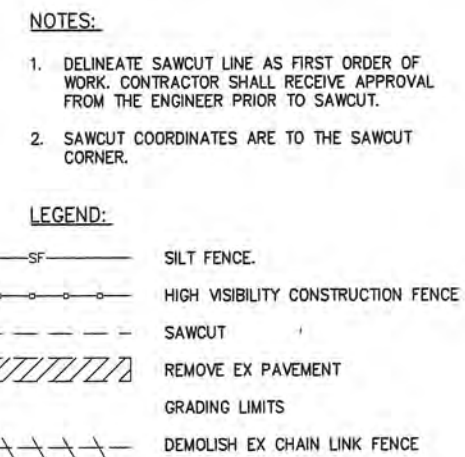 NOTES:
1. DELINEATE SAWCUT LINE AS FIRST ORDER OF
WORK. CONTRACTOR SHALL RECEIVE APPROVAL
FROM THE ENGINEER PRIOR TO SAWCUT.
2. SAWCUT COORDINATES ARE TO THE SAWCUT
CORNER.
LEGEND:
SF SILT FENCE.
HIGH VISIBILITY CONSTRUCTION FENCE
SAWCUT
REMOVE EX PAVEMENT
GRADING LIMITS
DEMOLISH EX CHAIN LINK FENCE